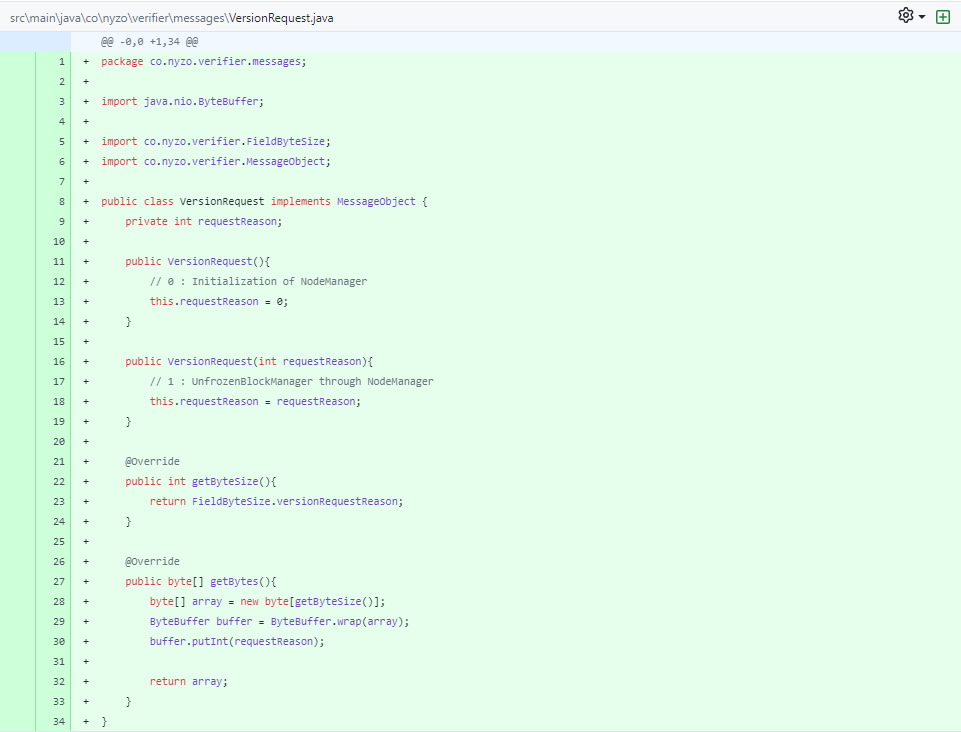 src\main\java\co\nyzo\verifier\messages\VersionRequest.java
@@ -0,0 +1,34 @@
1 + package co.nyzo.verifier.messages;
2 +
3 + import java.nio.ByteBuffer;
4 +
5 + import co.nyzo.verifier.FieldByteSize;
6 + import co.nyzo.verifier.MessageObject;
7 +
8 + public class VersionRequest implements MessageObject {
9 +     private int requestReason;
10 +
11 +     public VersionRequest(){
12 +         // 0 : Initialization of NodeManager
13 +         this.requestReason = 0;
14 +     }
15 +
16 +     public VersionRequest(int requestReason){
17 +         // 1 : UnfrozenBlockManager through NodeManager
18 +         this.requestReason = requestReason;
19 +     }
20 +
21 +     @Override
22 +     public int getByteSize(){
23 +         return FieldByteSize.versionRequestReason;
24 +     }
25 +
26 +     @Override
27 +     public byte[] getBytes(){
28 +         byte[] array = new byte[getByteSize()];
29 +         ByteBuffer buffer = ByteBuffer.wrap(array);
30 +         buffer.putInt(requestReason);
31 +
32 +         return array;
33 +     }
34 + }